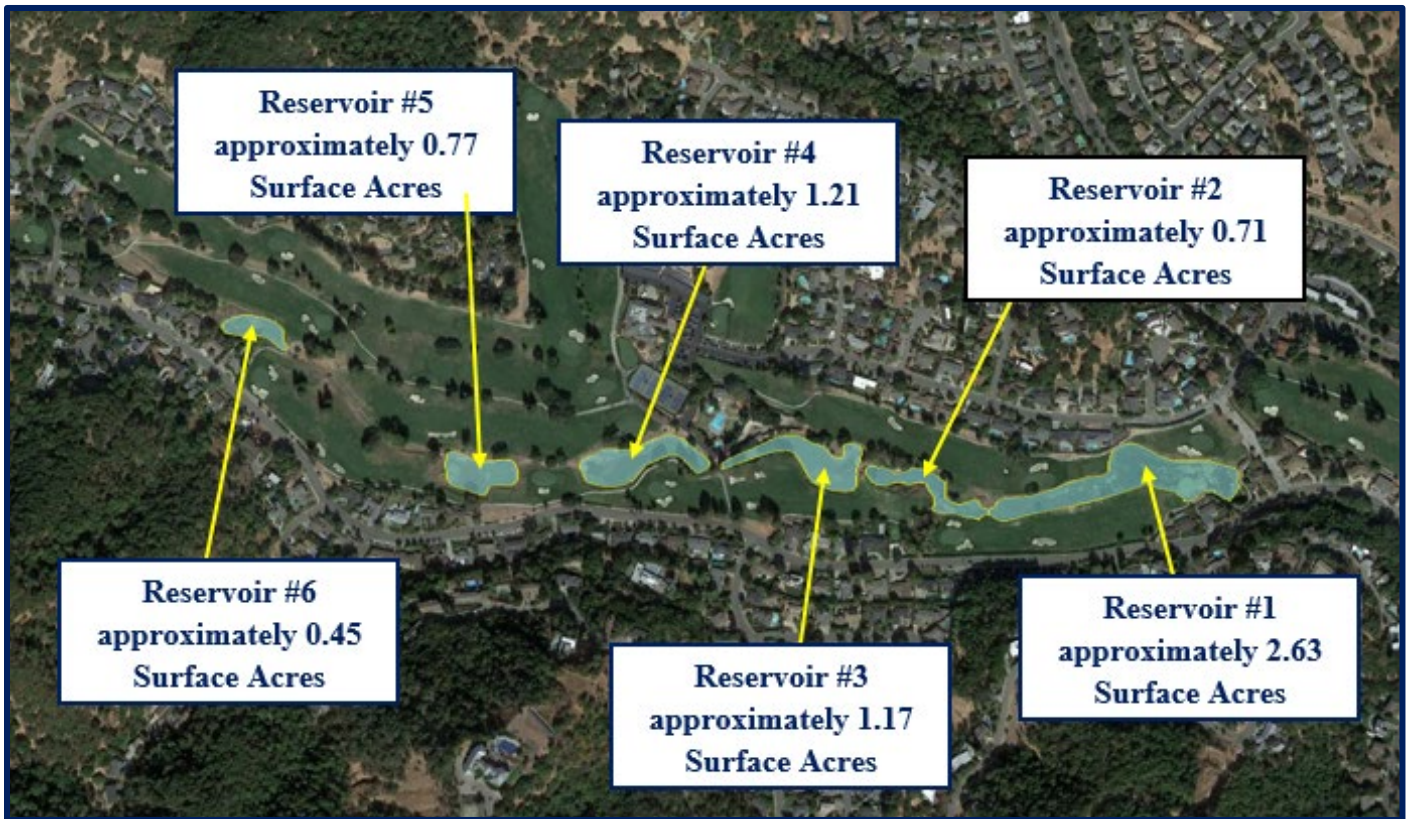 Reservoir #5
approximately 0.77
Surface Acres
Reservoir #4
approximately 1.21
Surface Acres
Reservoir #2
approximately 0.71
Surface Acres
Reservoir #6
approximately 0.45
Surface Acres
Reservoir #3
approximately 1.17
Surface Acres
Reservoir #1
approximately 2.63
Surface Acres